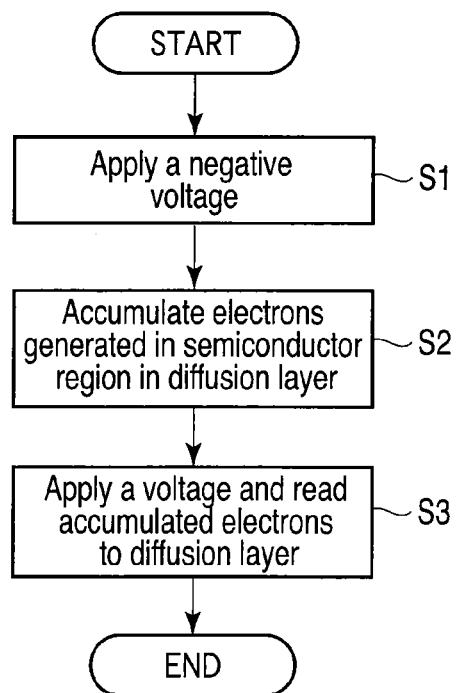 START
Apply a negative
voltage
S1
Accumulate electrons
generated in semiconductor
region in diffusion layer
S2
Apply a voltage and read
accumulated electrons
to diffusion layer
S3
END